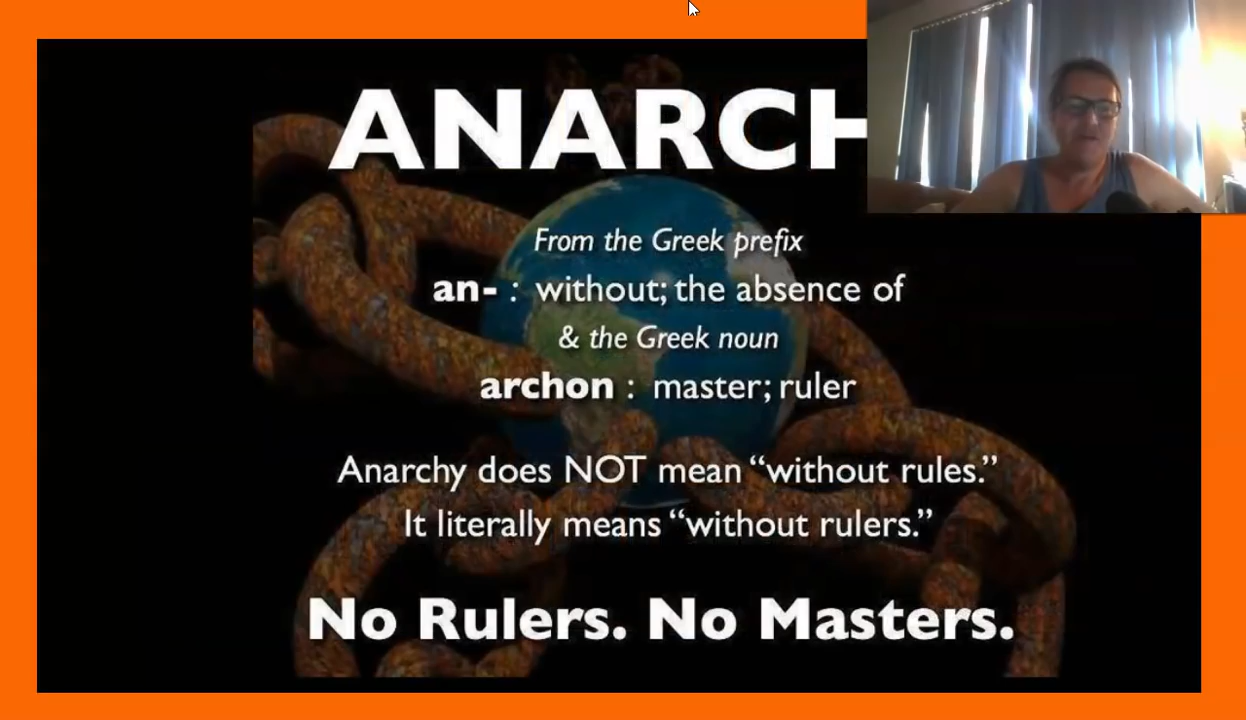 ANARCH
From the Greek prefix
an- : without; the absence of
& the Greek noun
archon : master; ruler
Anarchy does NOT mean “without rules.”
It literally means “without rulers.”
No Rulers. No Masters.